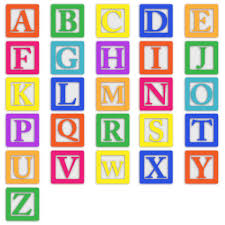 A B C D E
F G H I J
K L M N O
P Q R S T
U V W X Y
Z